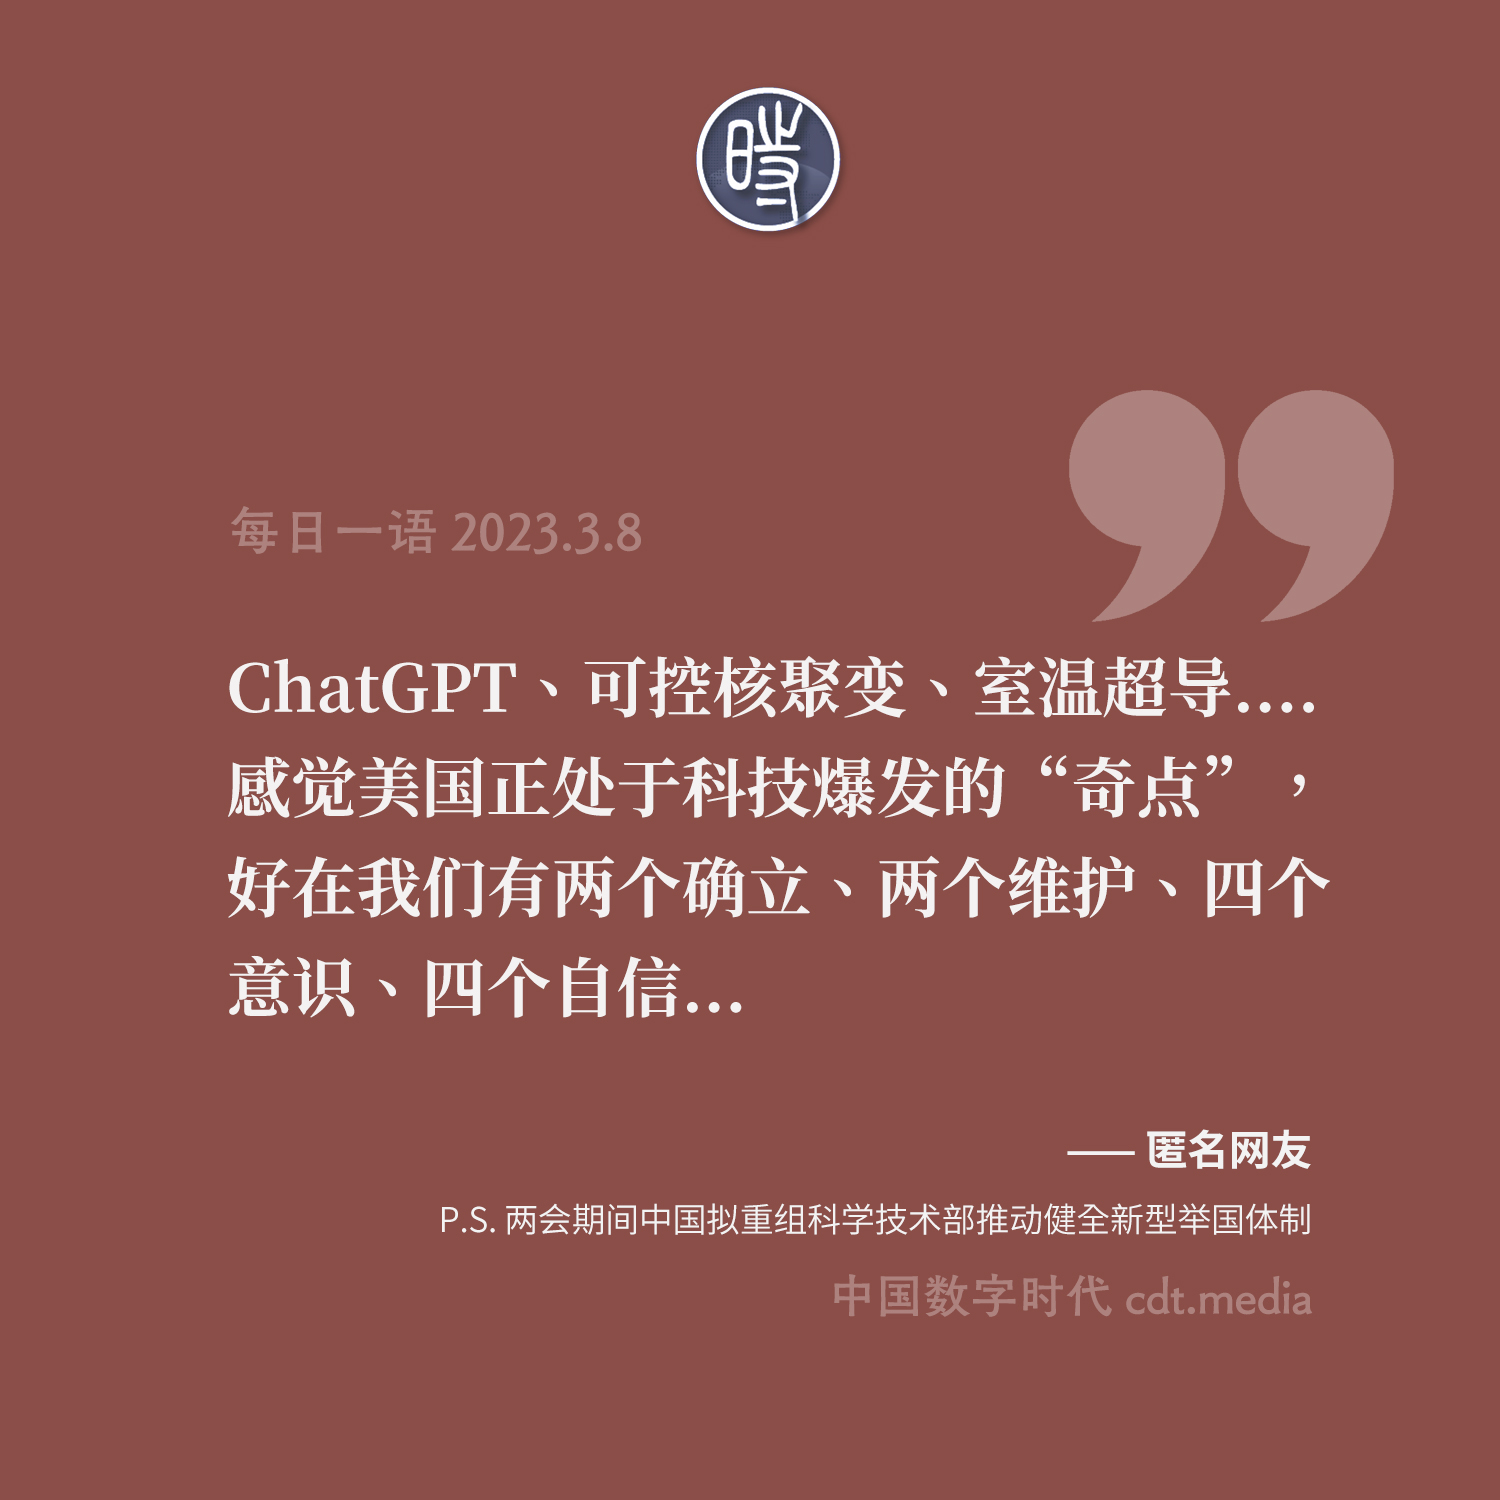 時
每日一语 2023.3.8
ChatGPT、可控核聚变、室温超导....
感觉美国正处于科技爆发的“奇点”，
好在我们有两个确立、两个维护、四个
意识、四个自信...
—— 匿名网友
P.S. 两会期间中国拟重组科学技术部推动健全新型举国体制
中国数字时代 cdt.media